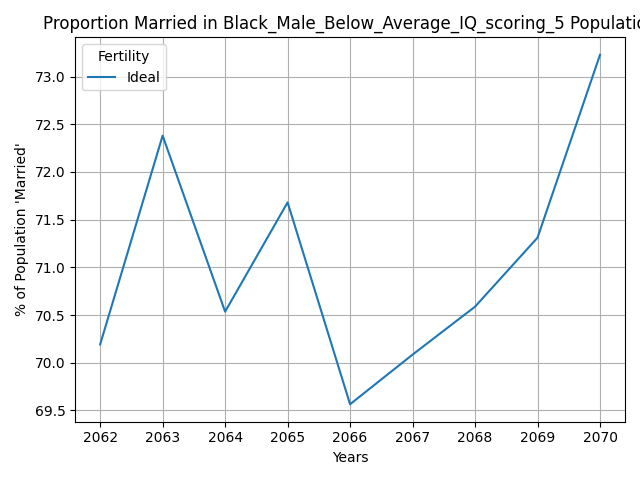 Proportion Married in Black_Male_Below_Average_IQ_scoring_5 Populatio
Fertility
Ideal
% of Population 'Married'
73.0
72.5
72.0
71.5
71.0
70.5
70.0
69.5
2062 2063 2064 2065 2066 2067 2068 2069 2070
Years